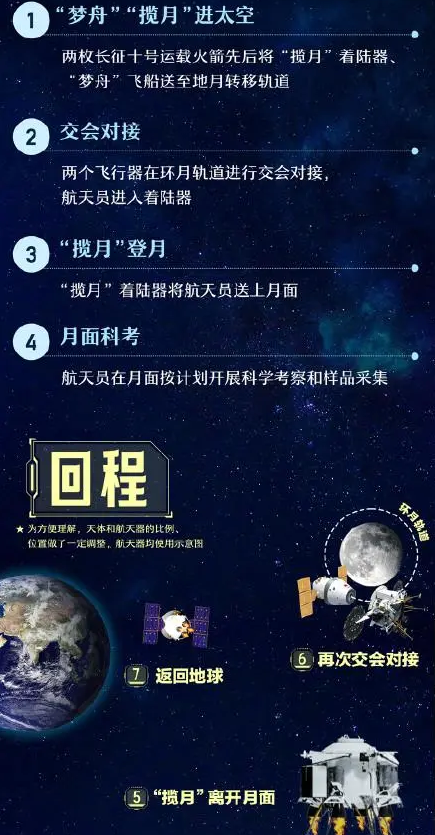 1 “梦舟”“揽月”进太空
两枚长征十号运载火箭先后将“揽月”着陆器、
“梦舟”飞船送至地月转移轨道
2 交会对接
两个飞行器在环月轨道进行交会对接，
航天员进入着陆器
3 “揽月”登月
“揽月”着陆器将航天员送上月面
4 月面科考
航天员在月面按计划开展科学考察和样品采集
回程
★ 为方便理解，天体和航天器的比例、
位置做了一定调整，航天器均使用示意图
环月轨道
7 返回地球
6 再次交会对接
5 “揽月”离开月面